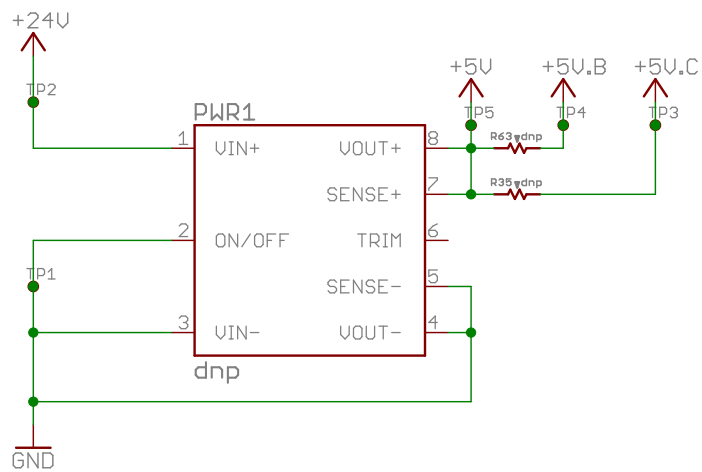 +24V
+5V
+5V.B
+5V.C
TP2
PWR1
TP5
TP4
TP3
1
VIN+
VOUT+
8
R63
dnp
SENSE+
7
R35
dnp
2
ON/OFF
TRIM
6
TP1
SENSE-
5
3
VIN-
VOUT-
4
dnp
GND